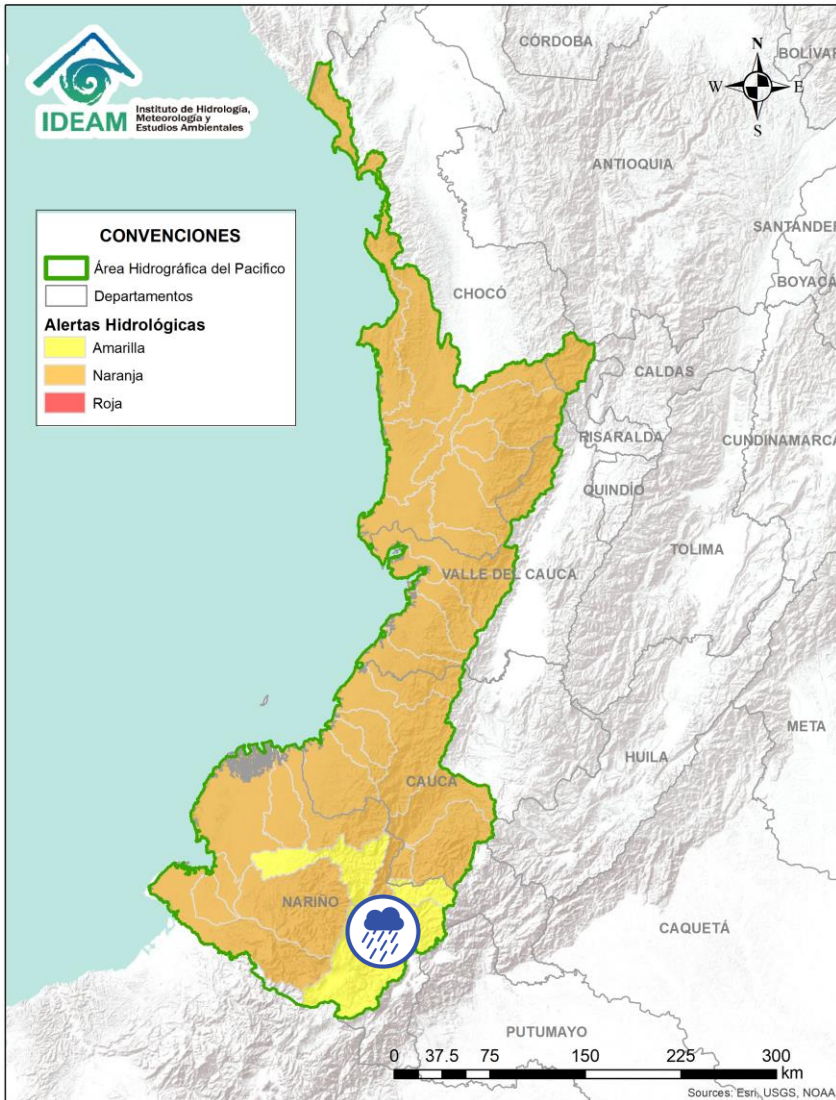 IDEAM
Instituto de Hidrología,
Meteorología y
Estudios Ambientales
N
W E
S
CÓRDOBA
BOLÍVAR
ANTIOQUIA
SANTANDER
BOYACÁ
CONVENCIONES
Área Hidrográfica del Pacifico
Departamentos
Alertas Hidrológicas
Amarilla
Naranja
Roja
CHOCÓ
CALDAS
RISARALDA
CUNDINAMARCA
QUINDÍO
TOLIMA
VALLE DEL CAUCA
META
HUILA
CAUCA
NARIÑO
CAQUETÁ
PUTUMAYO
0 37.5 75 150 225 300
km
Sources: Esri, USGS, NOAA